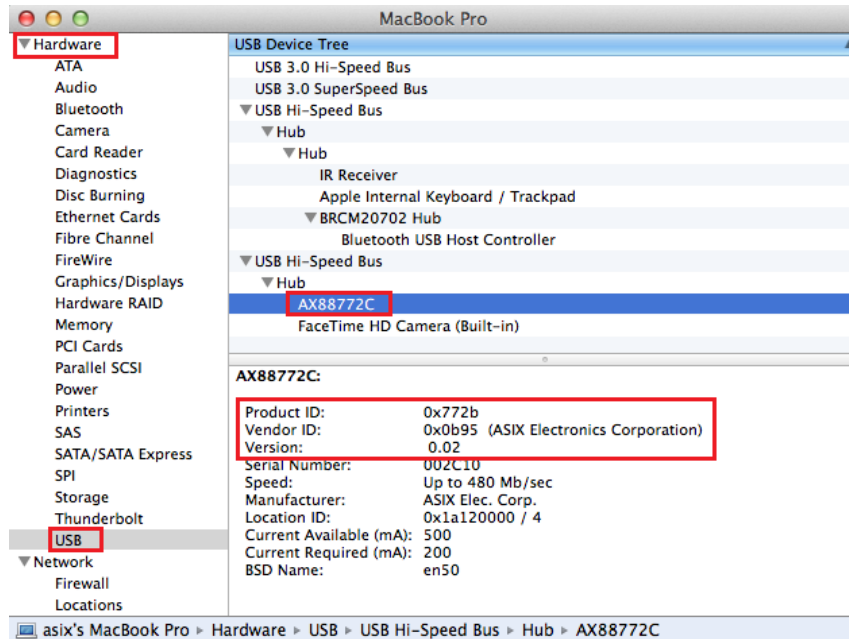 MacBook Pro
Hardware
ATA
Audio
Bluetooth
Camera
Card Reader
Diagnostics
Disc Burning
Ethernet Cards
Fibre Channel
FireWire
Graphics/Displays
Hardware RAID
Memory
PCI Cards
Parallel SCSI
Power
Printers
SAS
SATA/SATA Express
SPI
Storage
Thunderbolt
USB
Network
Firewall
Locations
USB Device Tree
USB 3.0 Hi-Speed Bus
USB 3.0 SuperSpeed Bus
USB Hi-Speed Bus
Hub
Hub
IR Receiver
Apple Internal Keyboard / Trackpad
BRCM20702 Hub
Bluetooth USB Host Controller
USB Hi-Speed Bus
Hub
AX88772C
FaceTime HD Camera (Built-in)
AX88772C:
Product ID: 0x772b
Vendor ID: 0x0b95 (ASIX Electronics Corporation)
Version: 0.02
Serial Number: 002C10
Speed: Up to 480 Mb/sec
Manufacturer: ASIX Elec. Corp.
Location ID: 0x1a120000 / 4
Current Available (mA): 500
Current Required (mA): 200
BSD Name: en50
asix's MacBook Pro ▸ Hardware ▸ USB ▸ USB Hi-Speed Bus ▸ Hub ▸ AX88772C